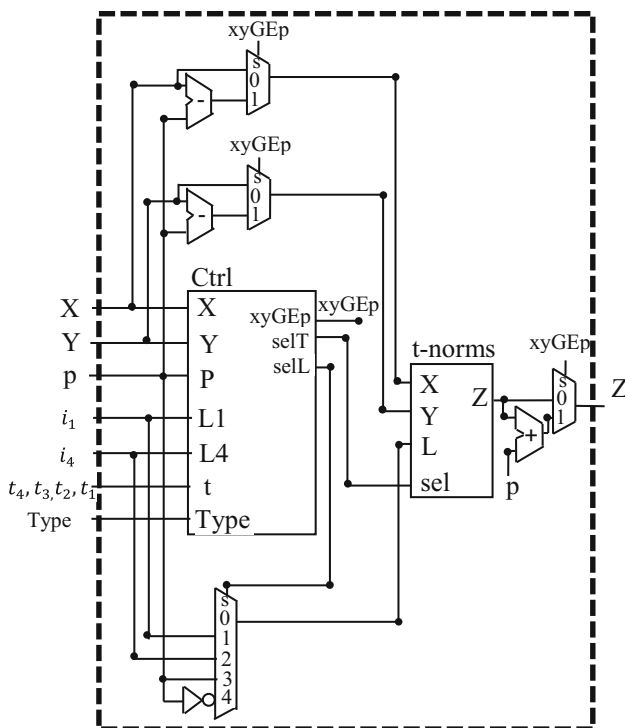 xyGEp
s
0
1
-
xyGEp
s
0
1
-
Ctrl
X
X
xyGEp
xyGEp
Y
Y
selT
p
P
selL
i₁
L1
i₄
L4
t₄, t₃, t₂, t₁
t
Type
Type
t-norms
X
Z
Y
L
sel
xyGEp
s
0
1
Z
+
p
s
0
1
2
3
4